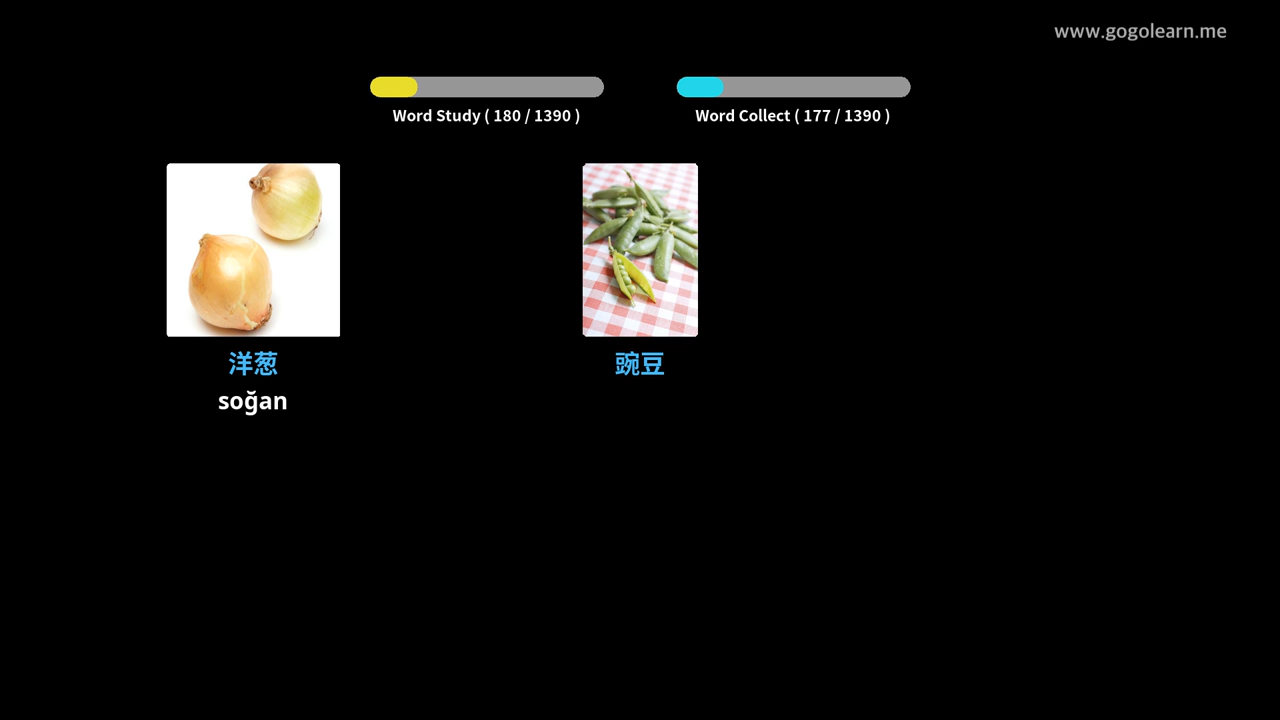 www.gogolearn.me
Word Study ( 180 / 1390 )
Word Collect ( 177 / 1390 )
洋葱
豌豆
soğan